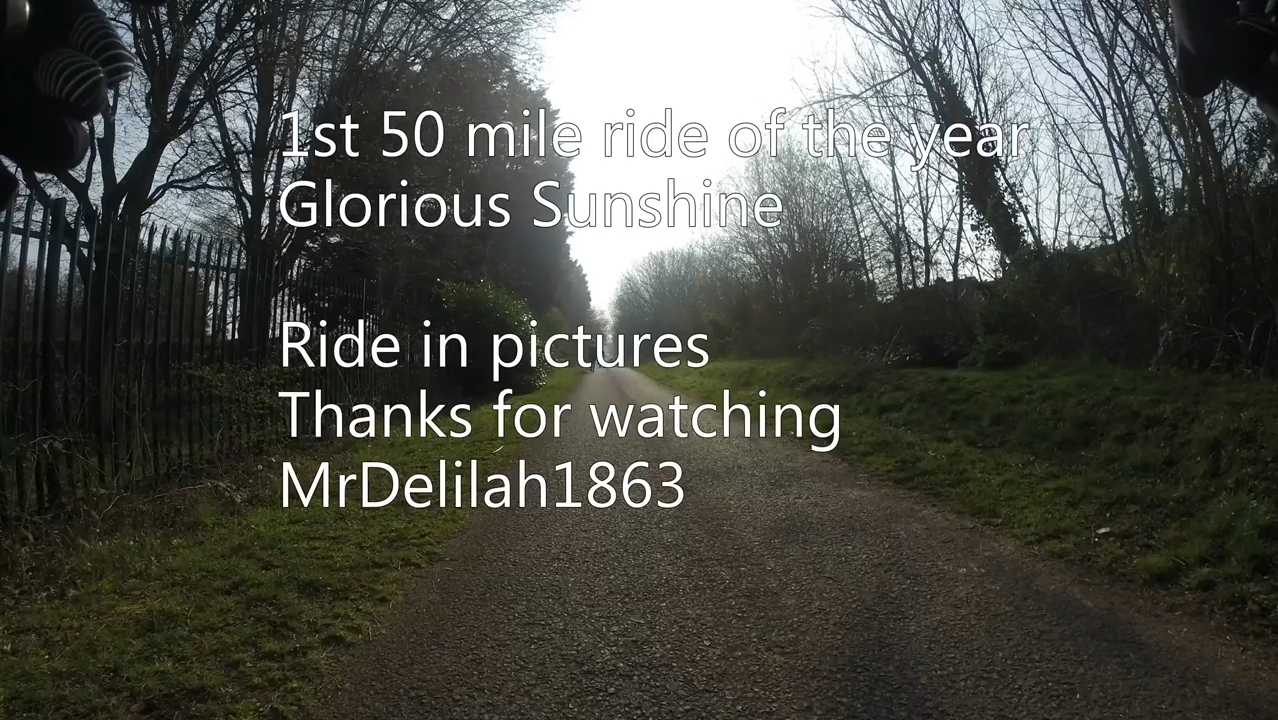 1st 50 mile ride of the year
Glorious Sunshine
Ride in pictures
Thanks for watching
MrDelilah1863